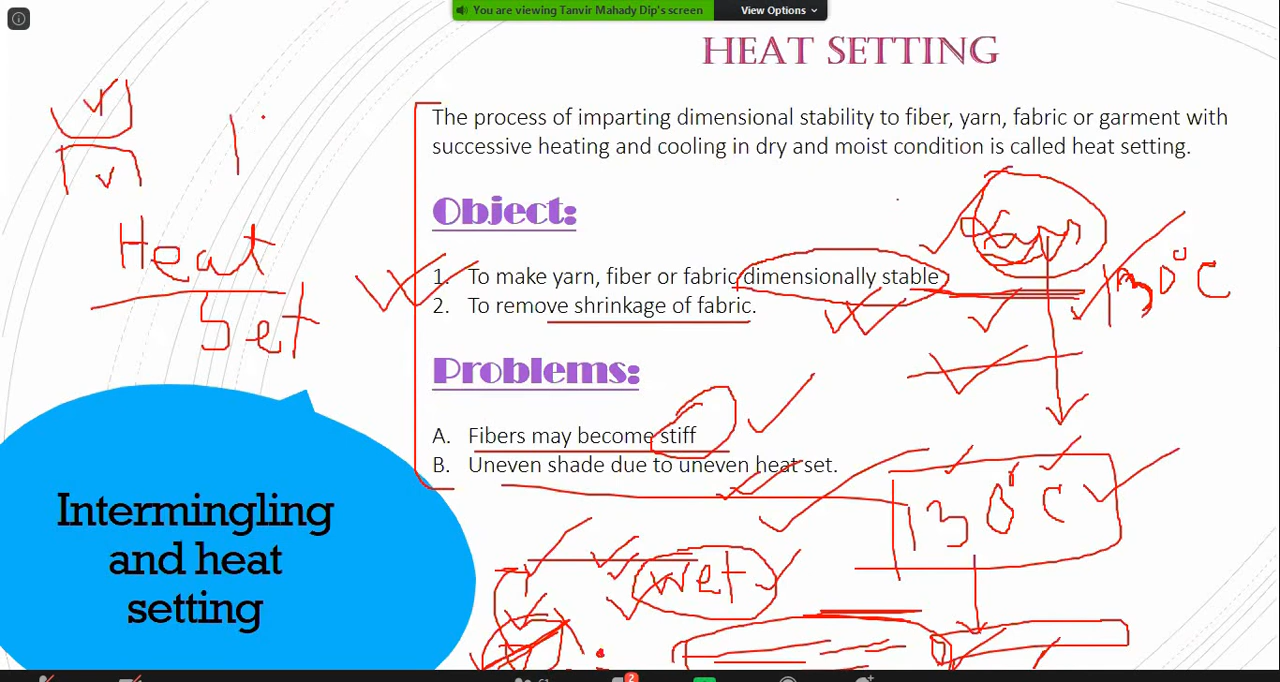 You are viewing Tanvir Mahady Dip's screen
View Options
HEAT SETTING
The process of imparting dimensional stability to fiber, yarn, fabric or garment with
successive heating and cooling in dry and moist condition is called heat setting.
Object:
1. To make yarn, fiber or fabric dimensionally stable
2. To remove shrinkage of fabric.
Problems:
A. Fibers may become stiff
B. Uneven shade due to uneven heat set.
Heat
Set
130°C
130°C
wet
Intermingling
and heat
setting
2